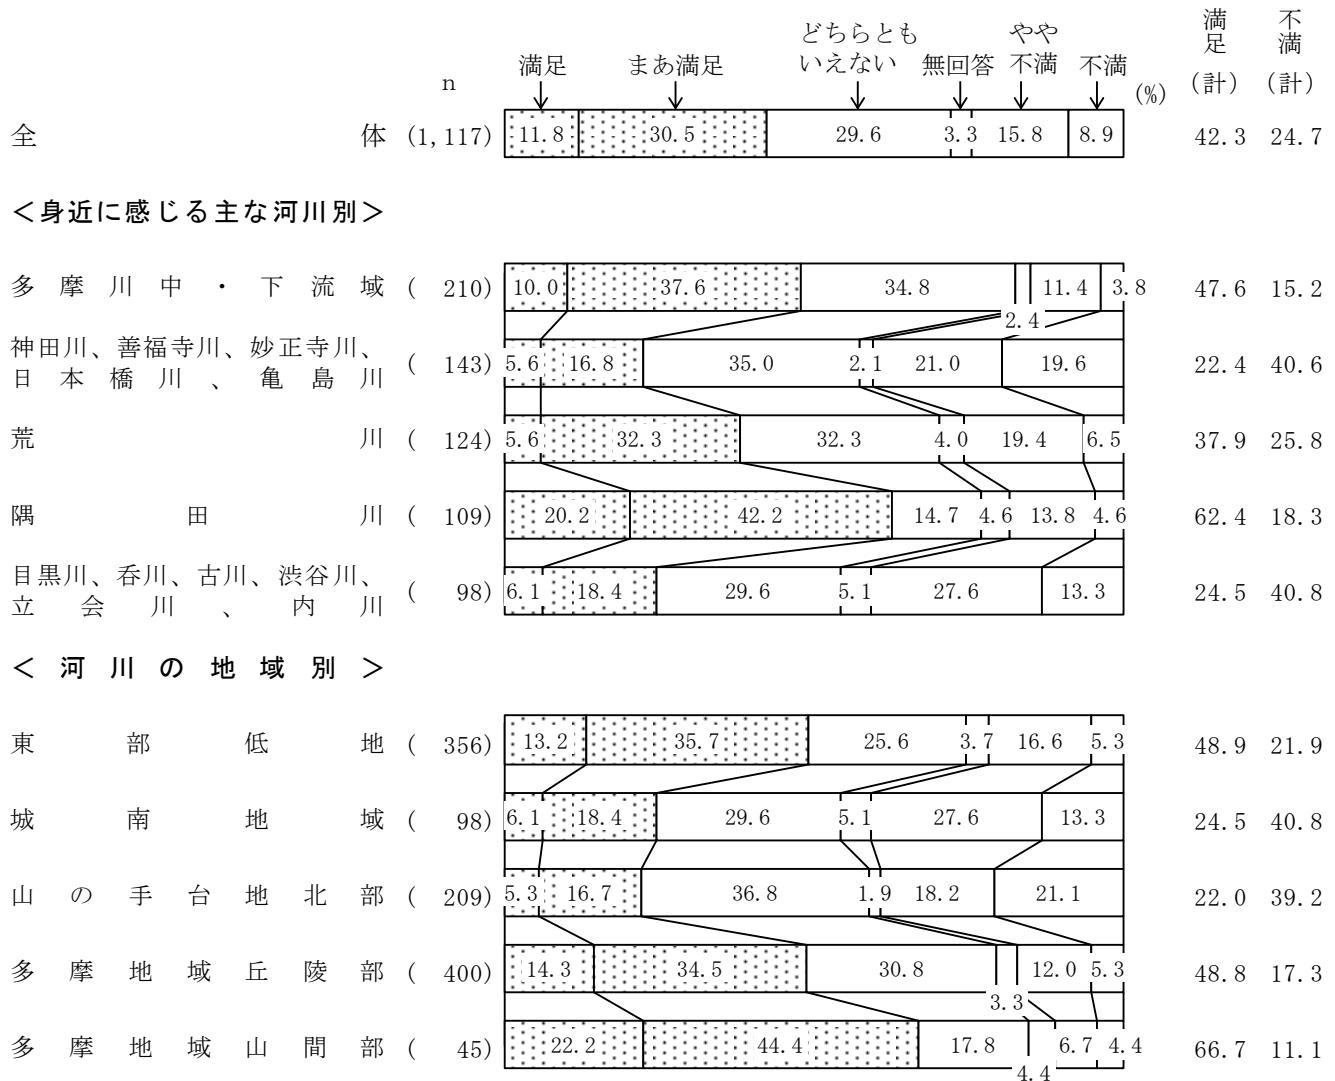 満足 不満
どちらとも やや
満足 まあ満足 いえない 無回答 不満 不満 (計) (計)
n (%)
全体 (1,117) 11.8 30.5 29.6 3.3 15.8 8.9 42.3 24.7
＜身近に感じる主な河川別＞
多摩川中・下流域 ( 210) 10.0 37.6 34.8 2.4 11.4 3.8 47.6 15.2
神田川、善福寺川、妙正寺川、
日本橋川、亀島川 ( 143) 5.6 16.8 35.0 2.1 21.0 19.6 22.4 40.6
荒川 ( 124) 5.6 32.3 32.3 4.0 19.4 6.5 37.9 25.8
隅田川 ( 109) 20.2 42.2 14.7 4.6 13.8 4.6 62.4 18.3
目黒川、呑川、古川、渋谷川、
立会川、内川 ( 98) 6.1 18.4 29.6 5.1 27.6 13.3 24.5 40.8
＜河川の地域別＞
東部低地 ( 356) 13.2 35.7 25.6 3.7 16.6 5.3 48.9 21.9
城南地域 ( 98) 6.1 18.4 29.6 5.1 27.6 13.3 24.5 40.8
山の手台地北部 ( 209) 5.3 16.7 36.8 1.9 18.2 21.1 22.0 39.2
多摩地域丘陵部 ( 400) 14.3 34.5 30.8 3.3 12.0 5.3 48.8 17.3
多摩地域山間部 ( 45) 22.2 44.4 17.8 4.4 6.7 4.4 66.7 11.1